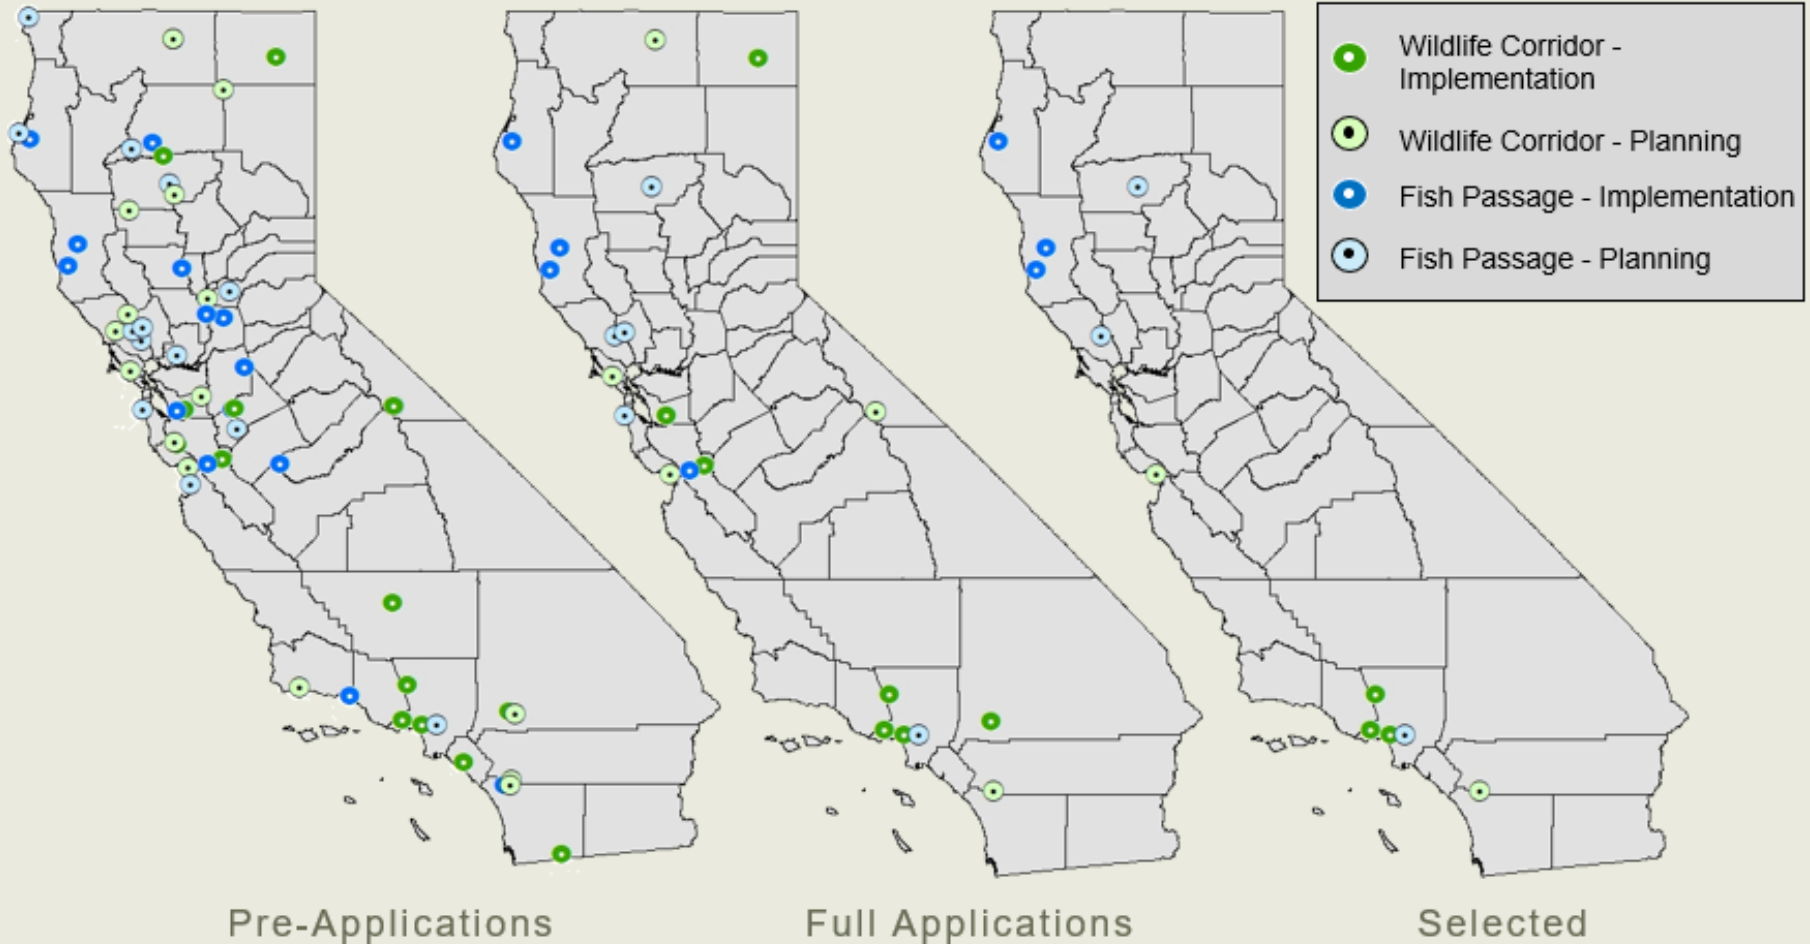 Wildlife Corridor -
Implementation
Wildlife Corridor - Planning
Fish Passage - Implementation
Fish Passage - Planning
Pre-Applications
Full Applications
Selected